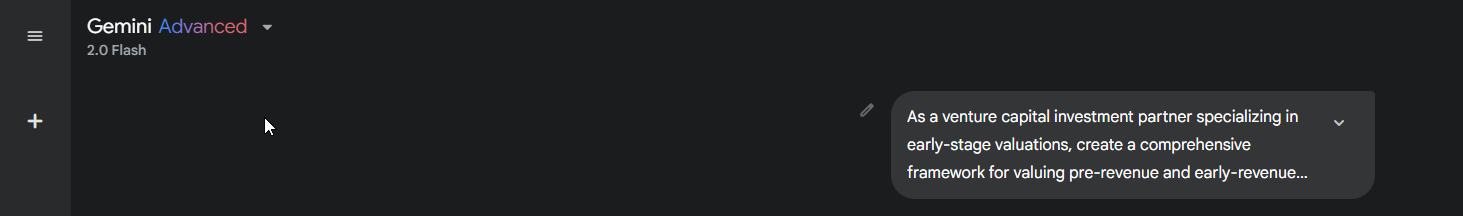 Gemini Advanced
2.0 Flash
As a venture capital investment partner specializing in
early-stage valuations, create a comprehensive
framework for valuing pre-revenue and early-revenue...